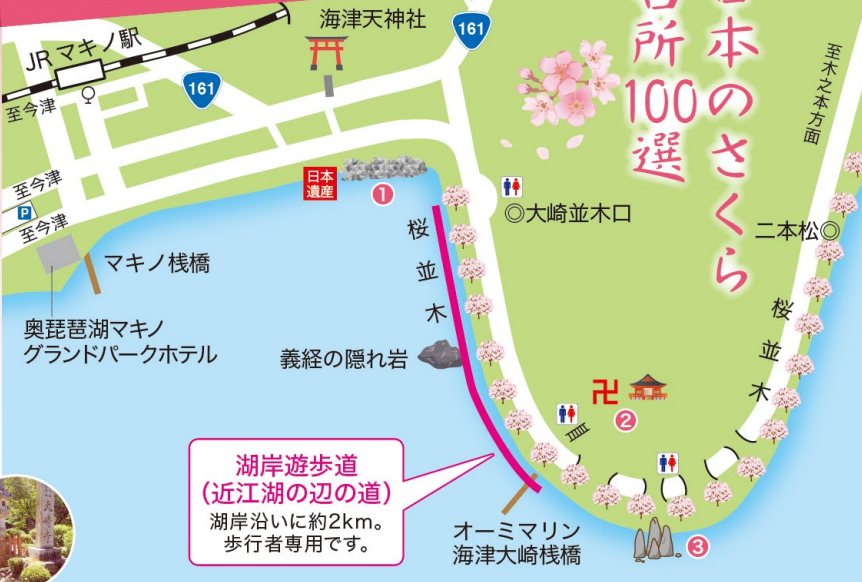 日本のさくら
名所100選
海津天神社
161
JR マキノ駅
161
至今津
至木之本方面
至今津
P
至今津
日本
遺産
1
◎大崎並木口
二本松◎
マキノ桟橋
桜並木
桜並木
奥琵琶湖マキノ
グランドパークホテル
義経の隠れ岩
卍
2
湖岸遊歩道
(近江湖の辺の道)
湖岸沿いに約2km。
歩行者専用です。
オーミマリン
海津大崎桟橋
3